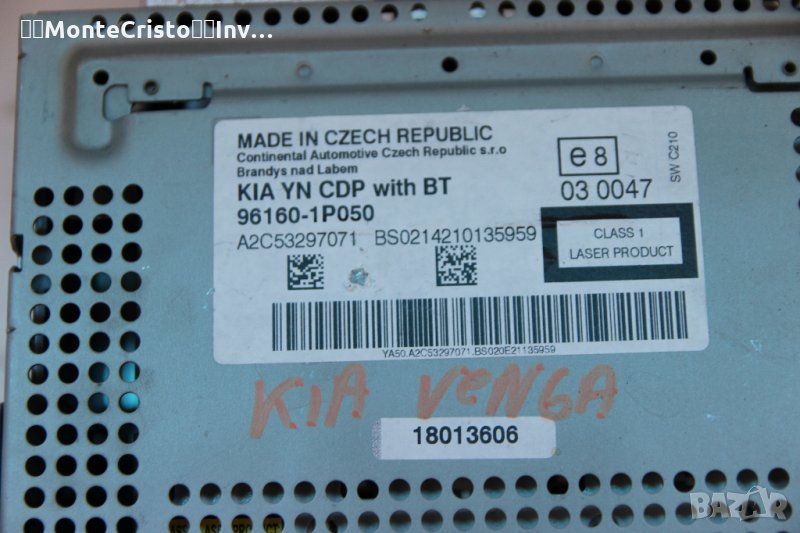 MonteCristo Inv...
MADE IN CZECH REPUBLIC
Continental Automotive Czech Republic s.r.o
Brandys nad Labem
KIA YN CDP with BT
96160-1P050
A2C53297071 BS0214210135959
e8
03 0047
SW C210
CLASS 1
LASER PRODUCT
YA50.A2C53297071.BS020E21135959
KIA VeNGA
18013606
BAZAR